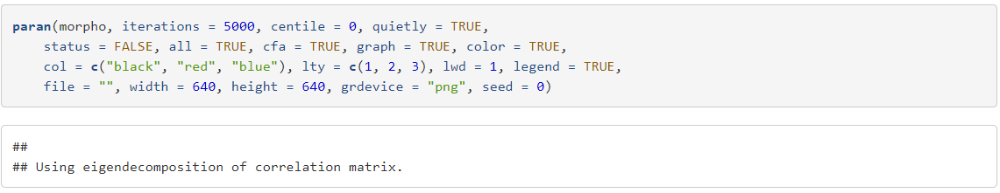 paran(morpho, iterations = 5000, centile = 0, quietly = TRUE,
    status = FALSE, all = TRUE, cfa = TRUE, graph = TRUE, color = TRUE,
    col = c("black", "red", "blue"), lty = c(1, 2, 3), lwd = 1, legend = TRUE,
    file = "", width = 640, height = 640, grdevice = "png", seed = 0)
##
## Using eigendecomposition of correlation matrix.